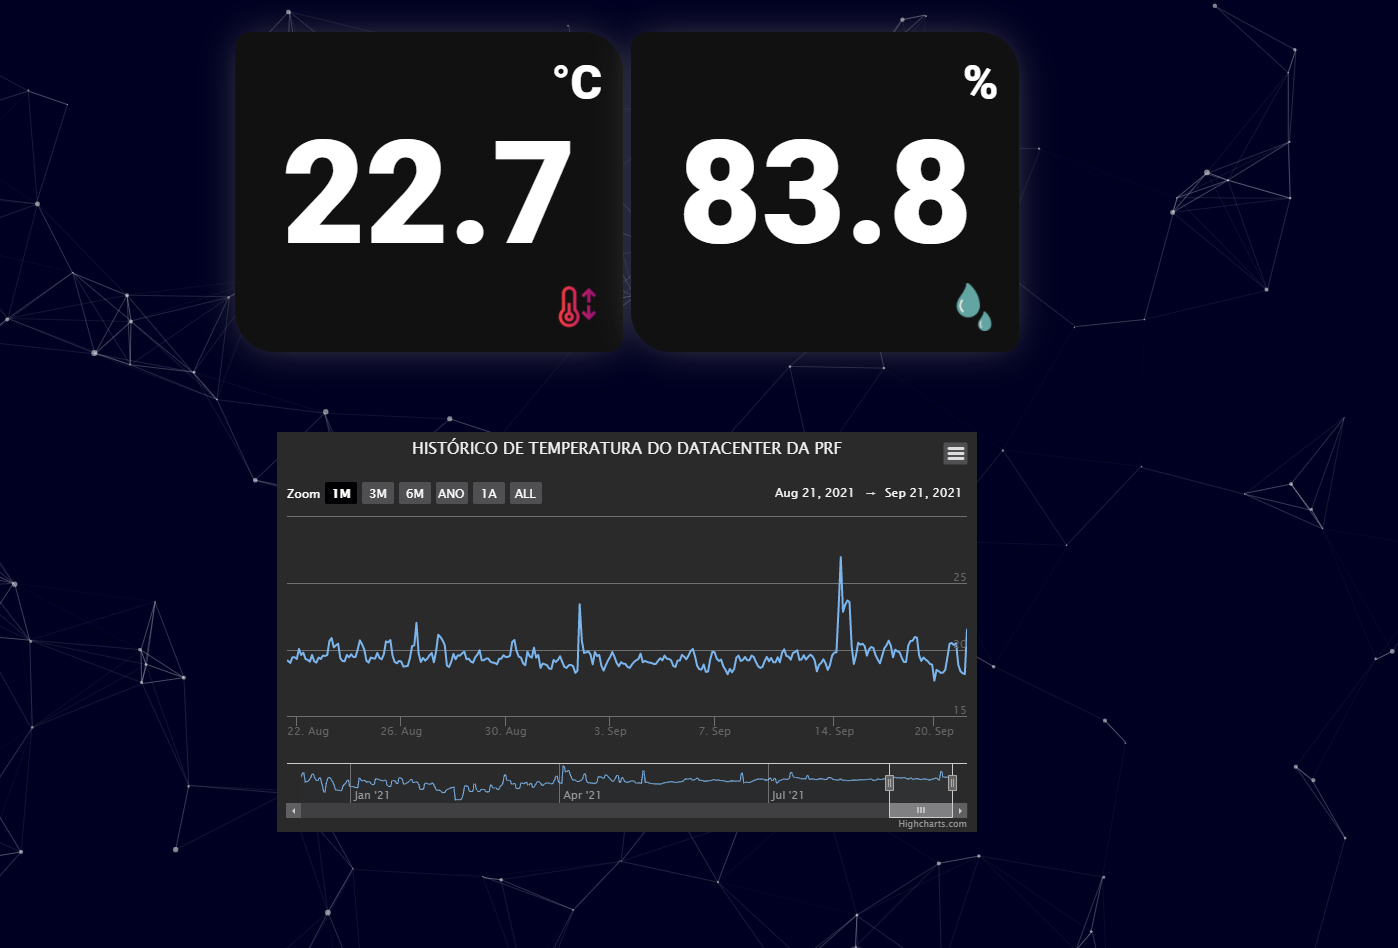 °C
22.7
%
83.8
HISTÓRICO DE TEMPERATURA DO DATACENTER DA PRF
Zoom 1M 3M 6M ANO 1A ALL
Aug 21, 2021 → Sep 21, 2021
25
20
15
22. Aug 26. Aug 30. Aug 3. Sep 7. Sep 14. Sep 20. Sep
Jan '21 Apr '21 Jul '21
Highcharts.com